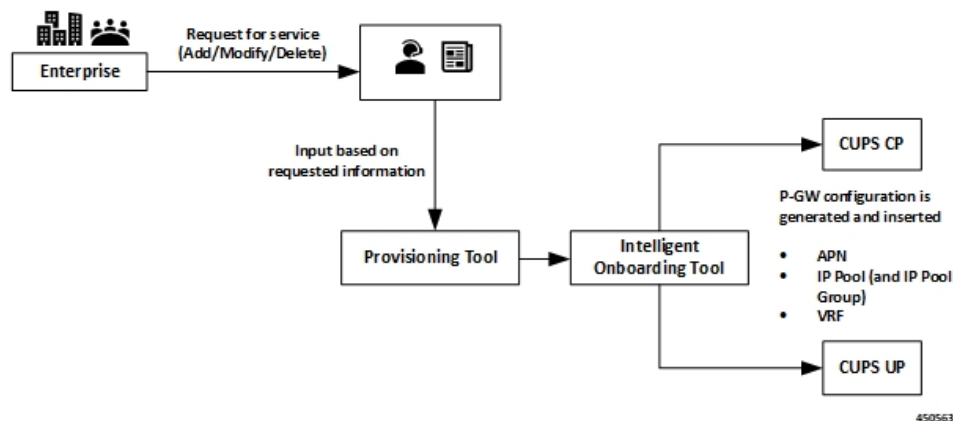 Request for service
(Add/Modify/Delete)
Enterprise
Input based on
requested information
Provisioning Tool
Intelligent
Onboarding Tool
CUPS CP
P-GW configuration is
generated and inserted
• APN
• IP Pool (and IP Pool
Group)
• VRF
CUPS UP
450563